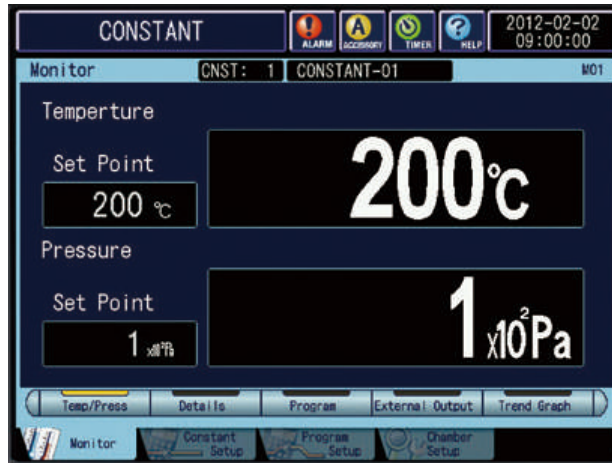 CONSTANT
ALARM
A
ACCESSORY
TIMER
?
HELP
2012-02-02
09:00:00
Monitor
CNST: 1
CONSTANT-01
M01
Temperture
Set Point
200 ℃
200℃
Pressure
Set Point
1 x10²Pa
1 x10²Pa
Temp/Press
Details
Program
External Output
Trend Graph
Monitor
Constant
Setup
Program
Setup
Chamber
Setup